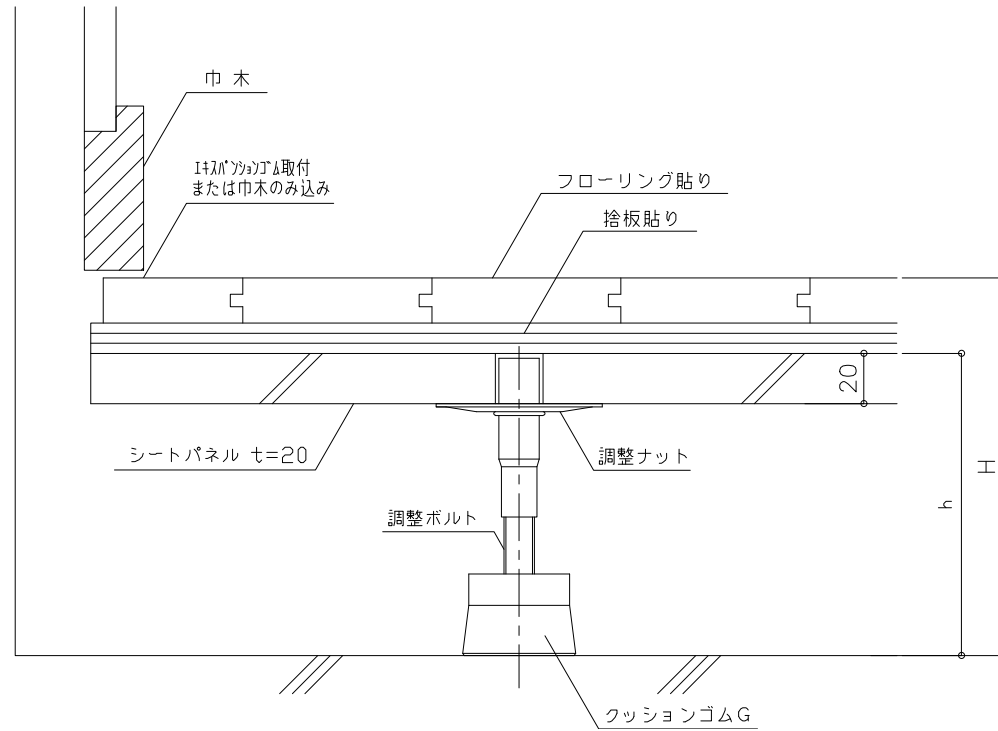 巾 木
ｴｷｽﾊﾟﾝｼｮﾝｺﾞﾑ取付
または巾木のみ込み
フローリング貼り
捨板貼り
20
シートパネル t=20
調整ナット
H
h
調整ボルト
クッションゴムG